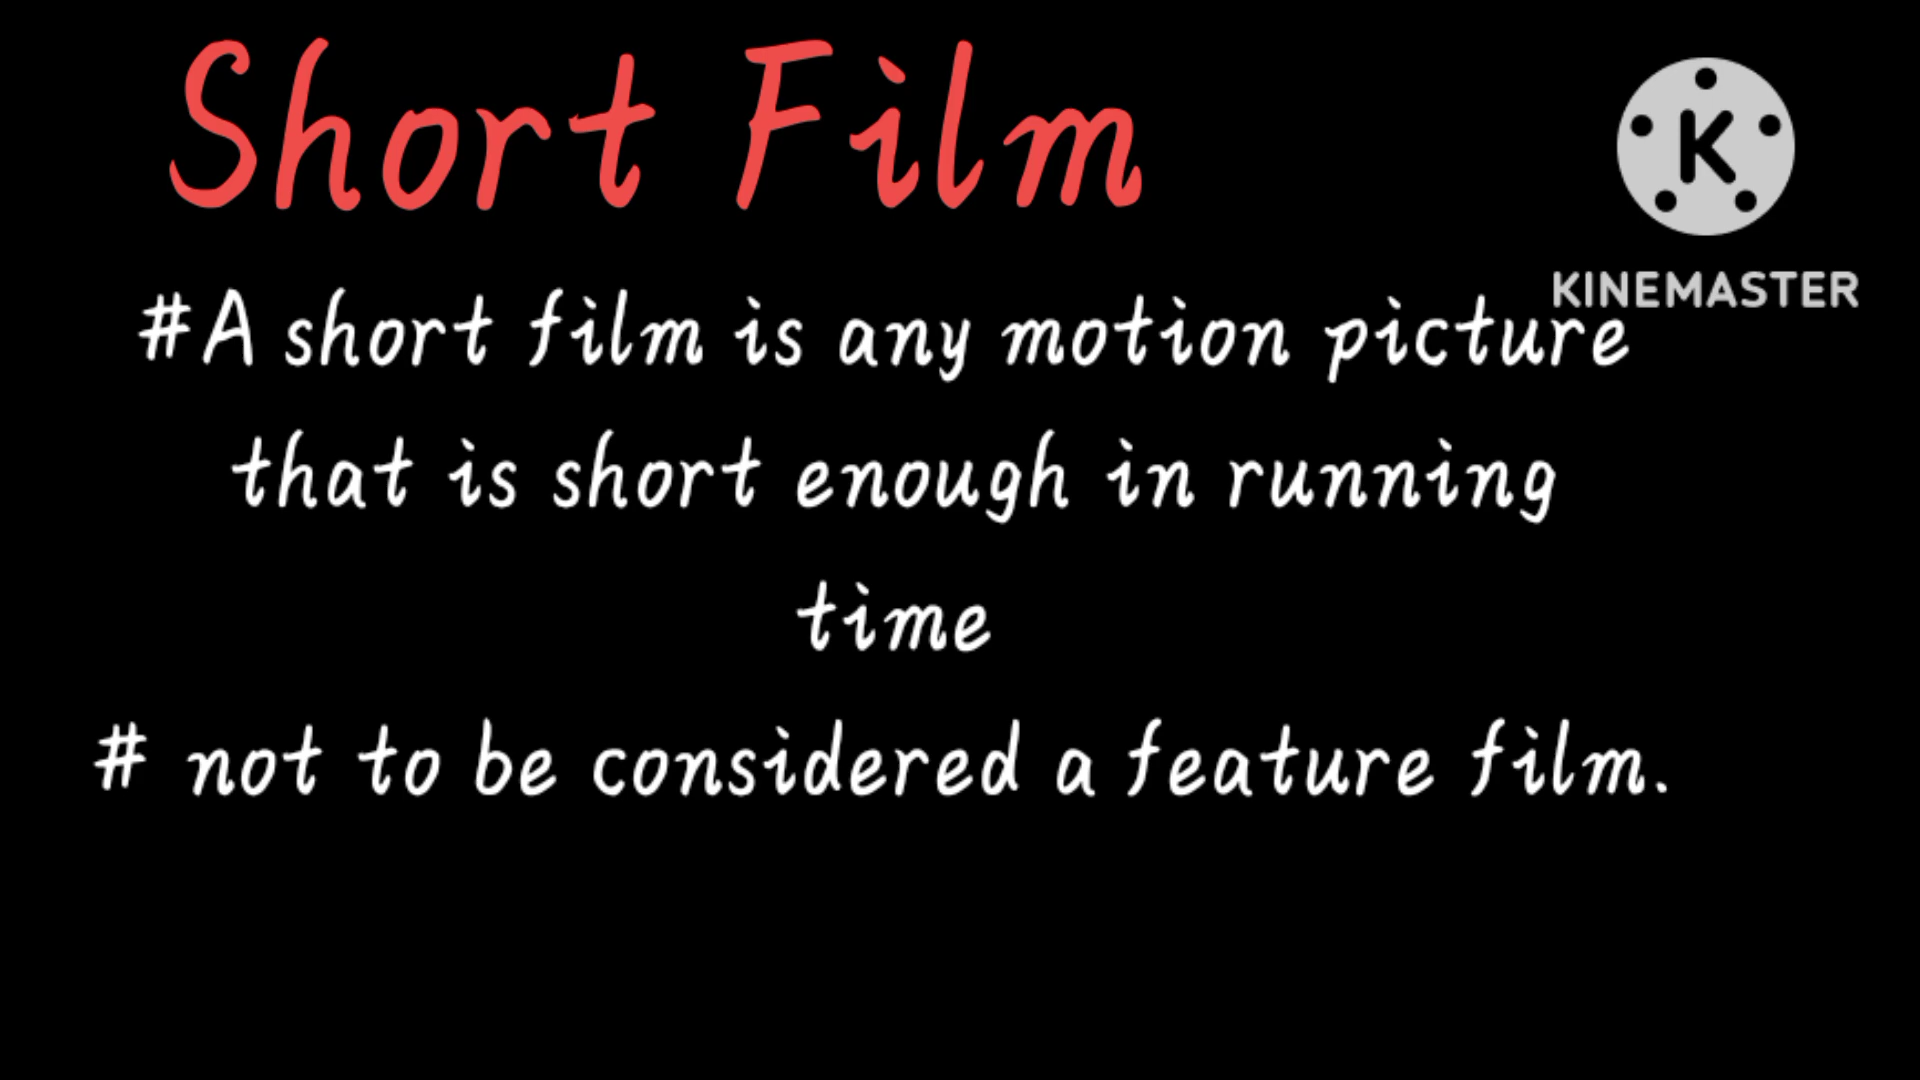 Short Film
K
KINEMASTER
#A short film is any motion picture
that is short enough in running
time
# not to be considered a feature film.